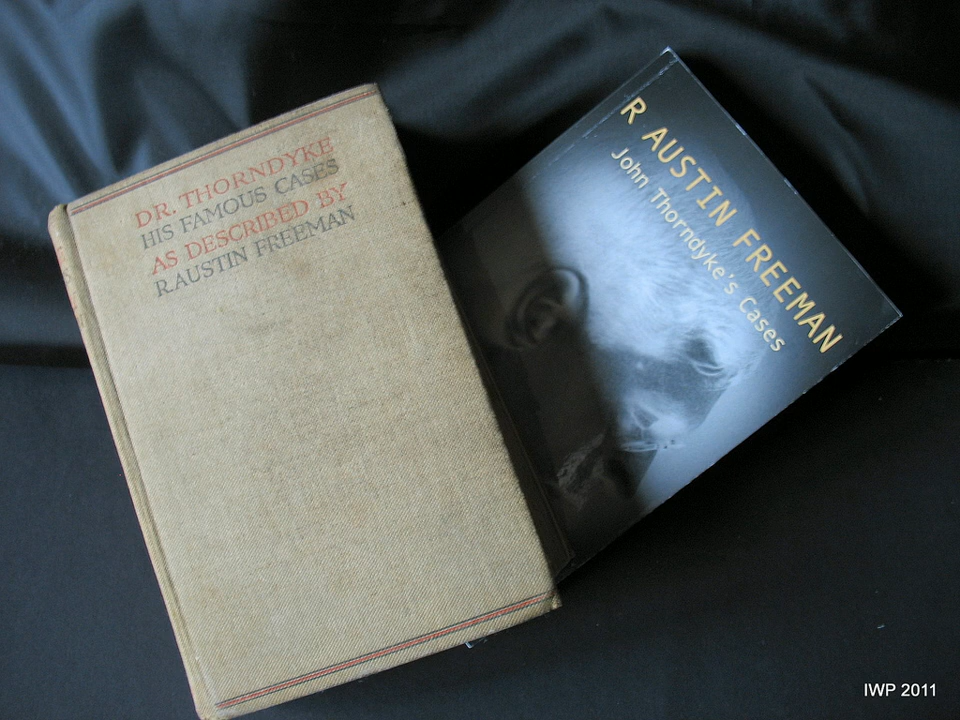 DR. THORNDYKE
HIS FAMOUS CASES
AS DESCRIBED BY
R.AUSTIN FREEMAN
R AUSTIN FREEMAN
John Thorndyke's Cases
IWP 2011